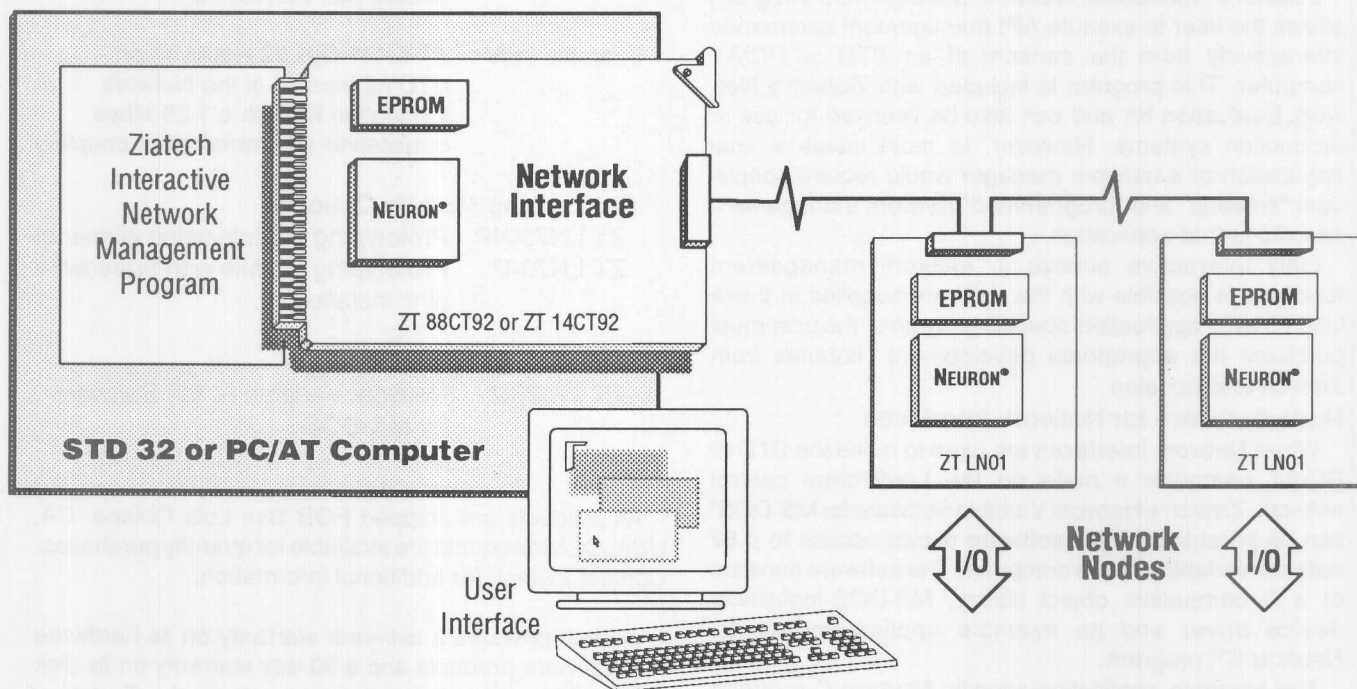 Ziatech
Interactive
Network
Management
Program
EPROM
NEURON®
Network
Interface
ZT 88CT92 or ZT 14CT92
STD 32 or PC/AT Computer
User
Interface
EPROM
NEURON®
ZT LN01
I/O
Network
Nodes
EPROM
NEURON®
ZT LN01
I/O